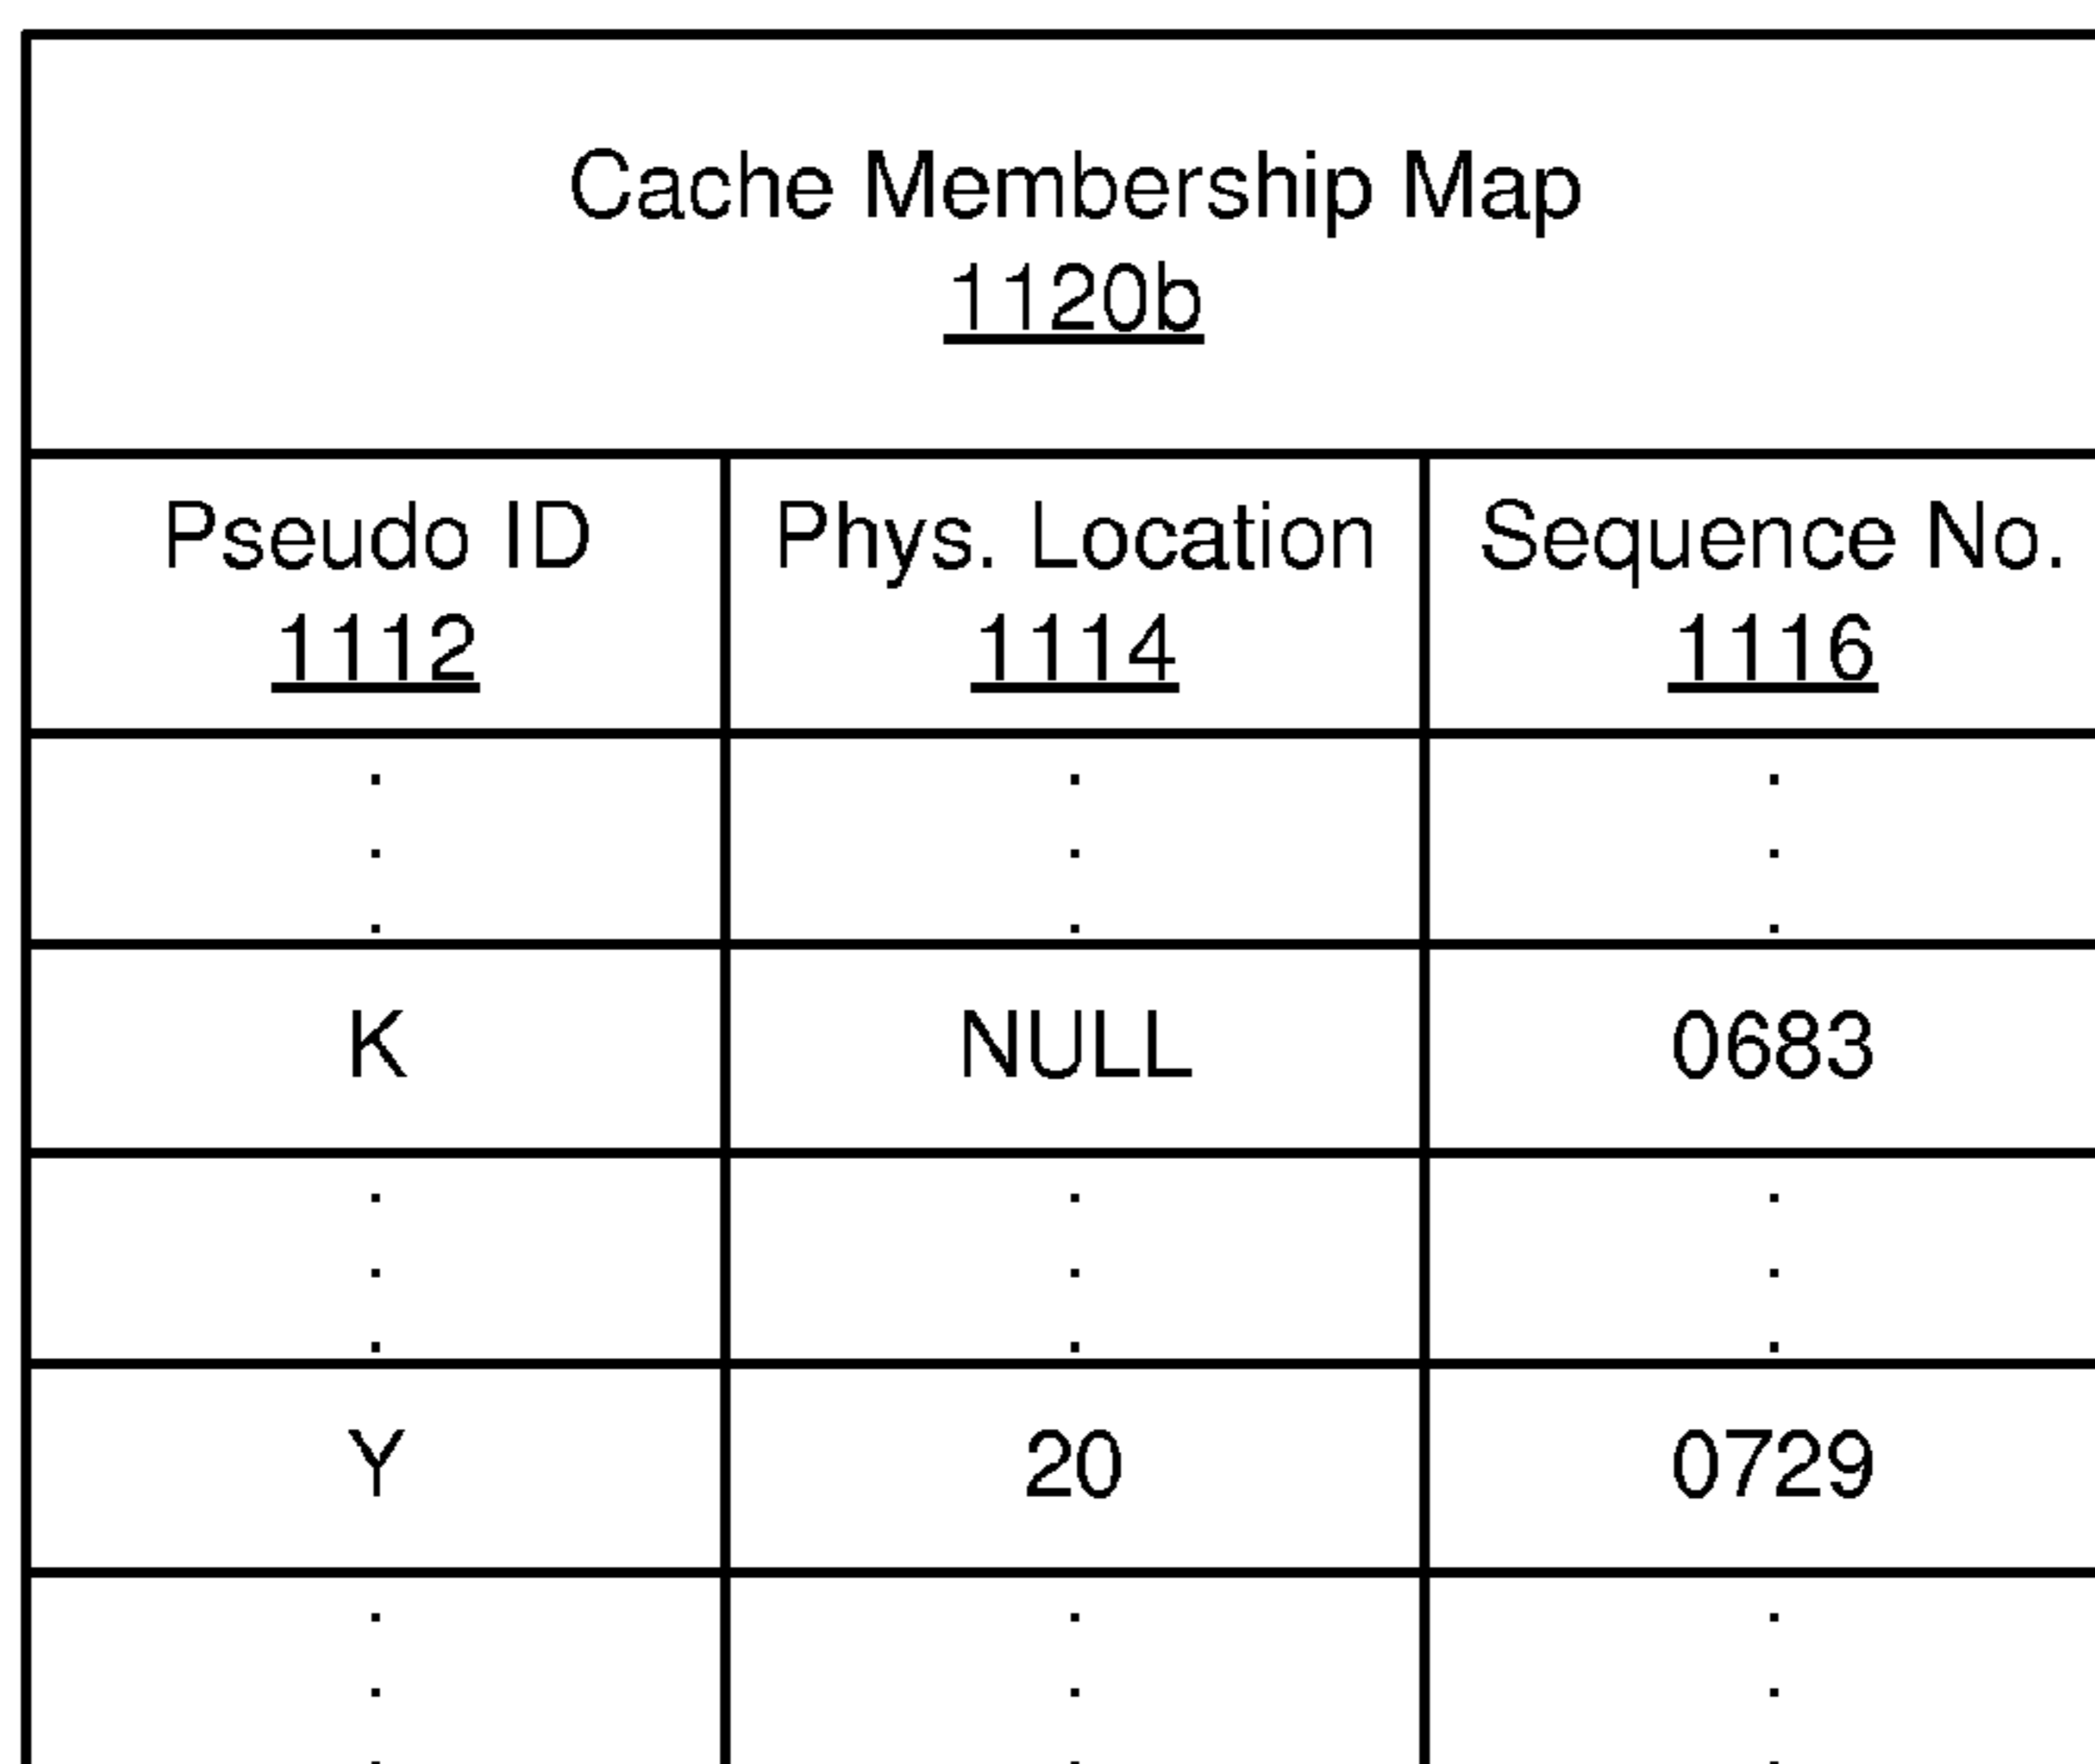 Cache Membership Map
1120b
Pseudo ID Phys. Location Sequence No.
1112 1114 1116
. . .
. . .
. . .
K NULL 0683
. . .
. . .
. . .
Y 20 0729
. . .
. . .
. . .